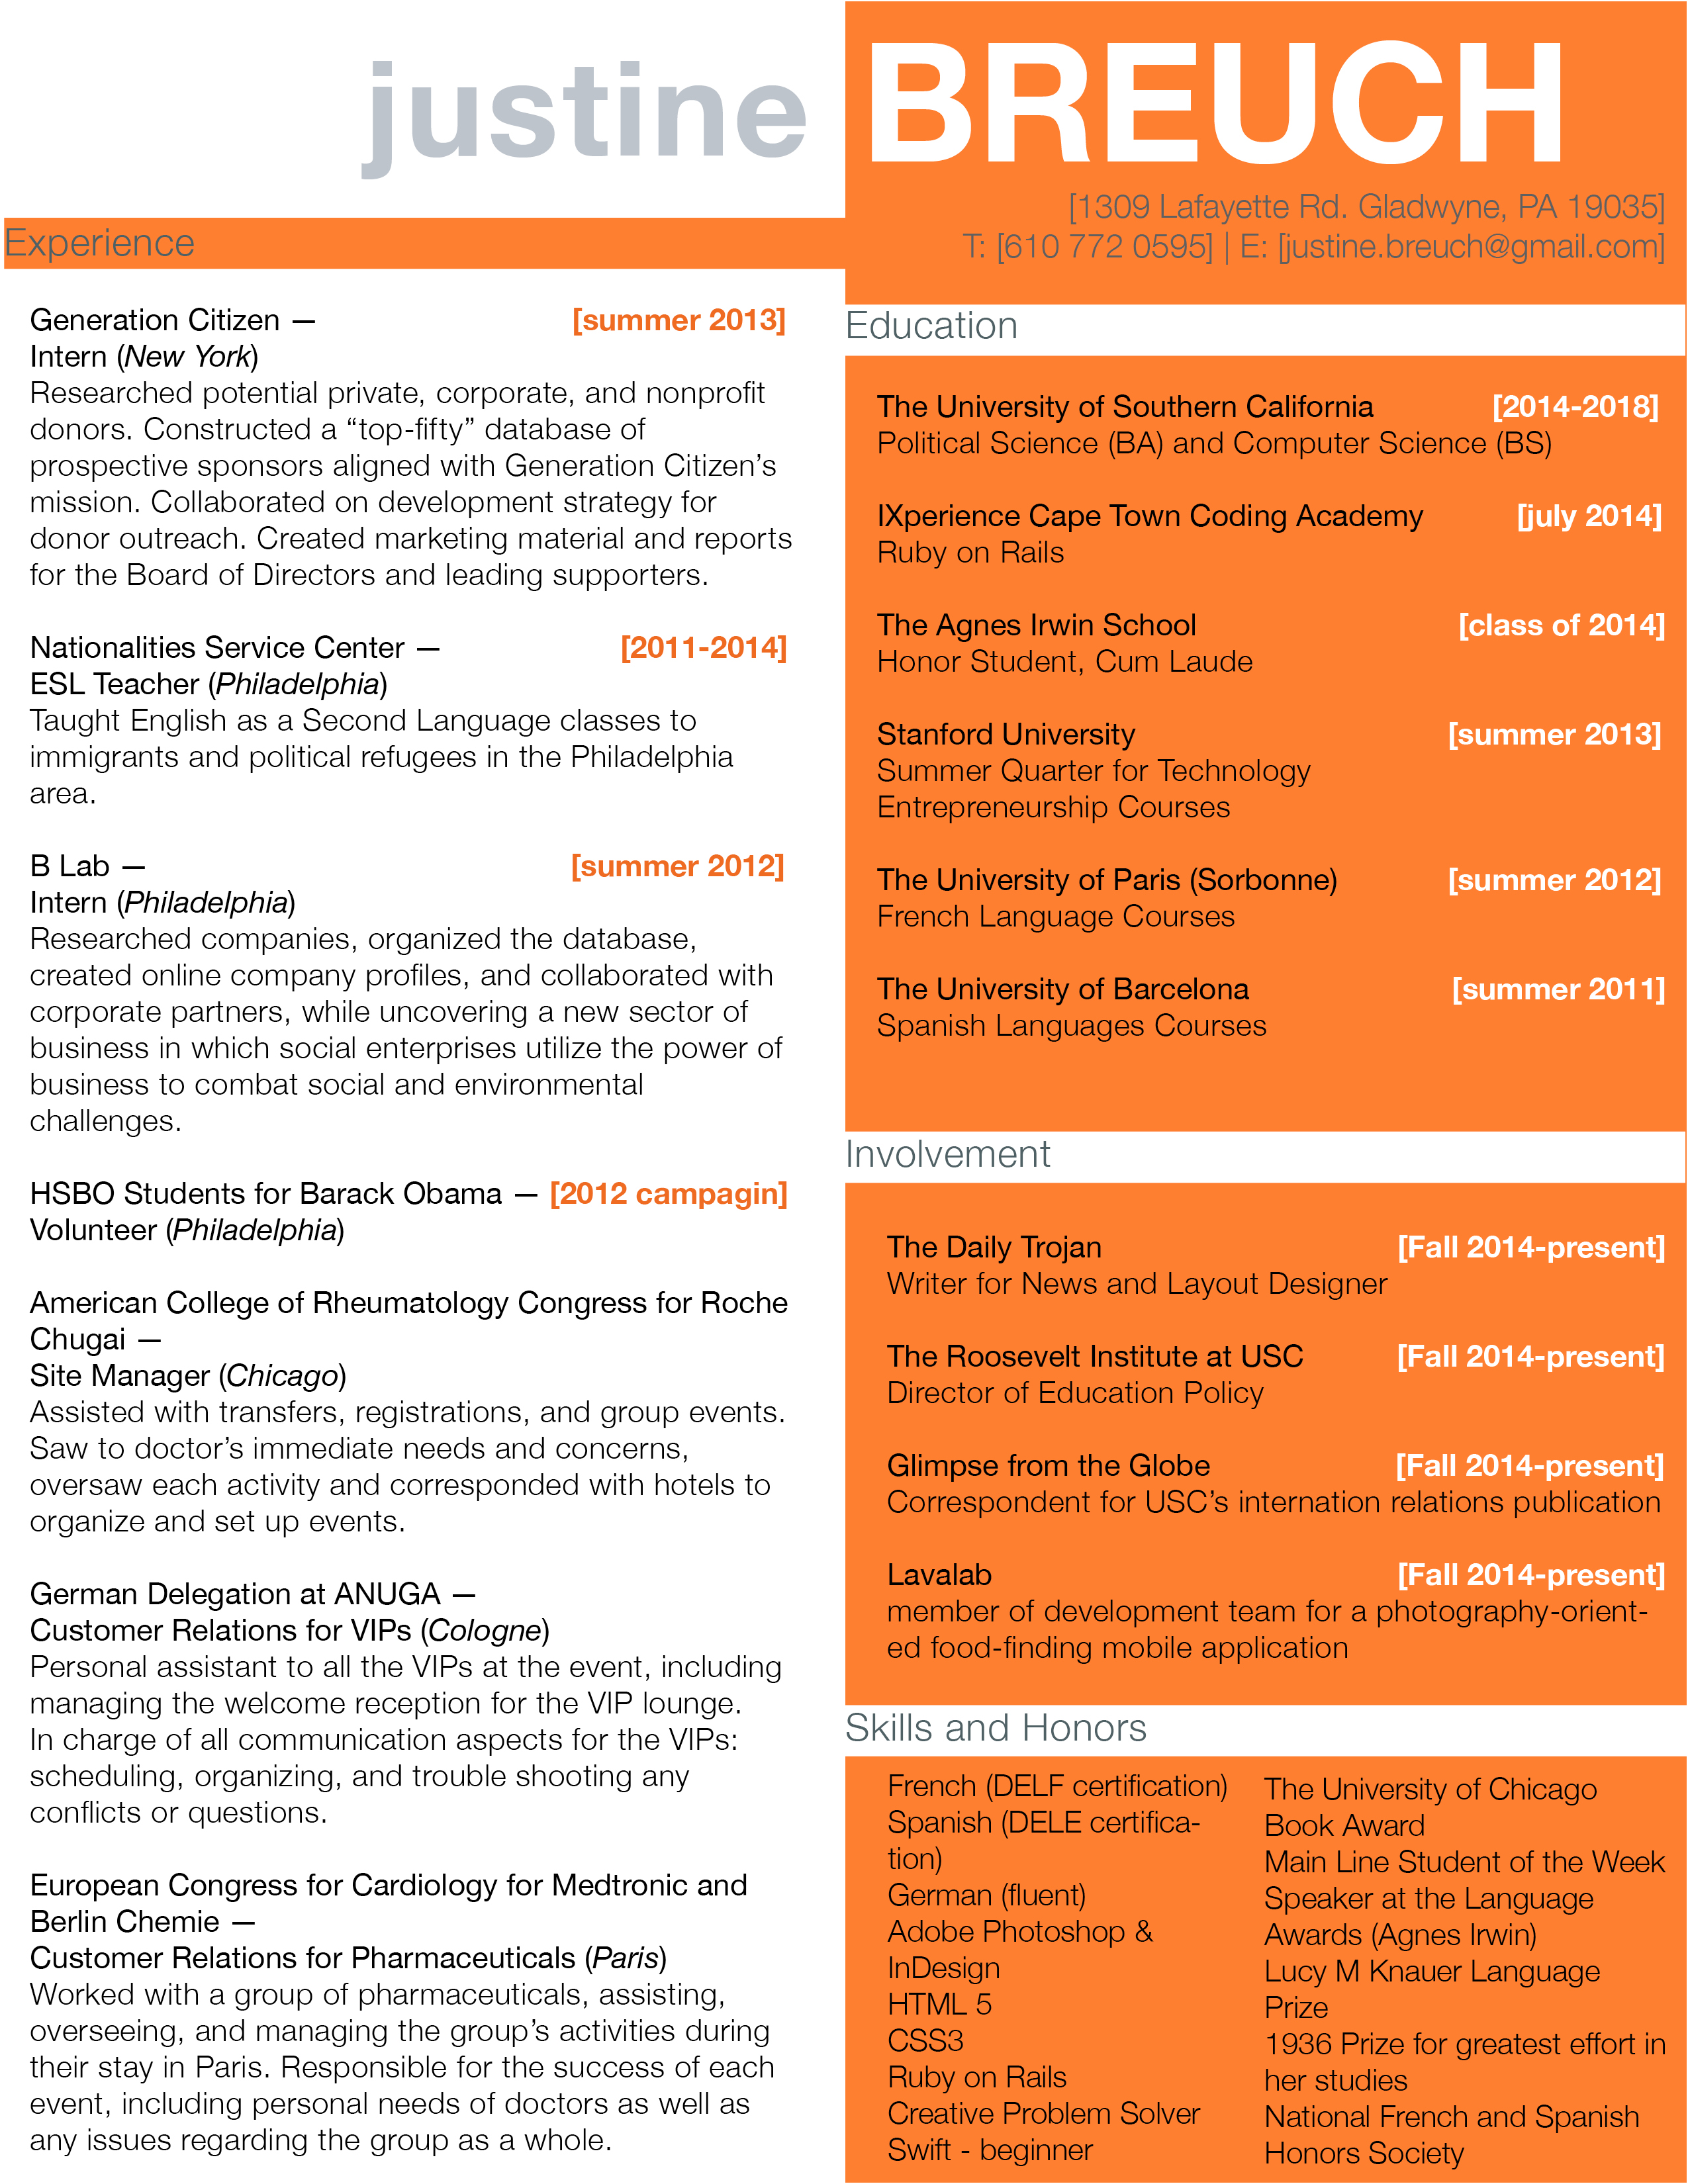 justine BREUCH
[1309 Lafayette Rd. Gladwyne, PA 19035]
T: [610 772 0595] | E: [justine.breuch@gmail.com]
Experience
Generation Citizen — [summer 2013]
Intern (New York)
Researched potential private, corporate, and nonprofit
donors. Constructed a “top-fifty” database of
prospective sponsors aligned with Generation Citizen’s
mission. Collaborated on development strategy for
donor outreach. Created marketing material and reports
for the Board of Directors and leading supporters.
Nationalities Service Center — [2011-2014]
ESL Teacher (Philadelphia)
Taught English as a Second Language classes to
immigrants and political refugees in the Philadelphia
area.
B Lab — [summer 2012]
Intern (Philadelphia)
Researched companies, organized the database,
created online company profiles, and collaborated with
corporate partners, while uncovering a new sector of
business in which social enterprises utilize the power of
business to combat social and environmental
challenges.
HSBO Students for Barack Obama — [2012 campagin]
Volunteer (Philadelphia)
American College of Rheumatology Congress for Roche
Chugai —
Site Manager (Chicago)
Assisted with transfers, registrations, and group events.
Saw to doctor’s immediate needs and concerns,
oversaw each activity and corresponded with hotels to
organize and set up events.
German Delegation at ANUGA —
Customer Relations for VIPs (Cologne)
Personal assistant to all the VIPs at the event, including
managing the welcome reception for the VIP lounge.
In charge of all communication aspects for the VIPs:
scheduling, organizing, and trouble shooting any
conflicts or questions.
European Congress for Cardiology for Medtronic and
Berlin Chemie —
Customer Relations for Pharmaceuticals (Paris)
Worked with a group of pharmaceuticals, assisting,
overseeing, and managing the group’s activities during
their stay in Paris. Responsible for the success of each
event, including personal needs of doctors as well as
any issues regarding the group as a whole.
Education
The University of Southern California [2014-2018]
Political Science (BA) and Computer Science (BS)
IXperience Cape Town Coding Academy [july 2014]
Ruby on Rails
The Agnes Irwin School [class of 2014]
Honor Student, Cum Laude
Stanford University [summer 2013]
Summer Quarter for Technology
Entrepreneurship Courses
The University of Paris (Sorbonne) [summer 2012]
French Language Courses
The University of Barcelona [summer 2011]
Spanish Languages Courses
Involvement
The Daily Trojan [Fall 2014-present]
Writer for News and Layout Designer
The Roosevelt Institute at USC [Fall 2014-present]
Director of Education Policy
Glimpse from the Globe [Fall 2014-present]
Correspondent for USC’s internation relations publication
Lavalab [Fall 2014-present]
member of development team for a photography-orient-
ed food-finding mobile application
Skills and Honors
French (DELF certification)
Spanish (DELE certifica-
tion)
German (fluent)
Adobe Photoshop &
InDesign
HTML 5
CSS3
Ruby on Rails
Creative Problem Solver
Swift - beginner
The University of Chicago
Book Award
Main Line Student of the Week
Speaker at the Language
Awards (Agnes Irwin)
Lucy M Knauer Language
Prize
1936 Prize for greatest effort in
her studies
National French and Spanish
Honors Society